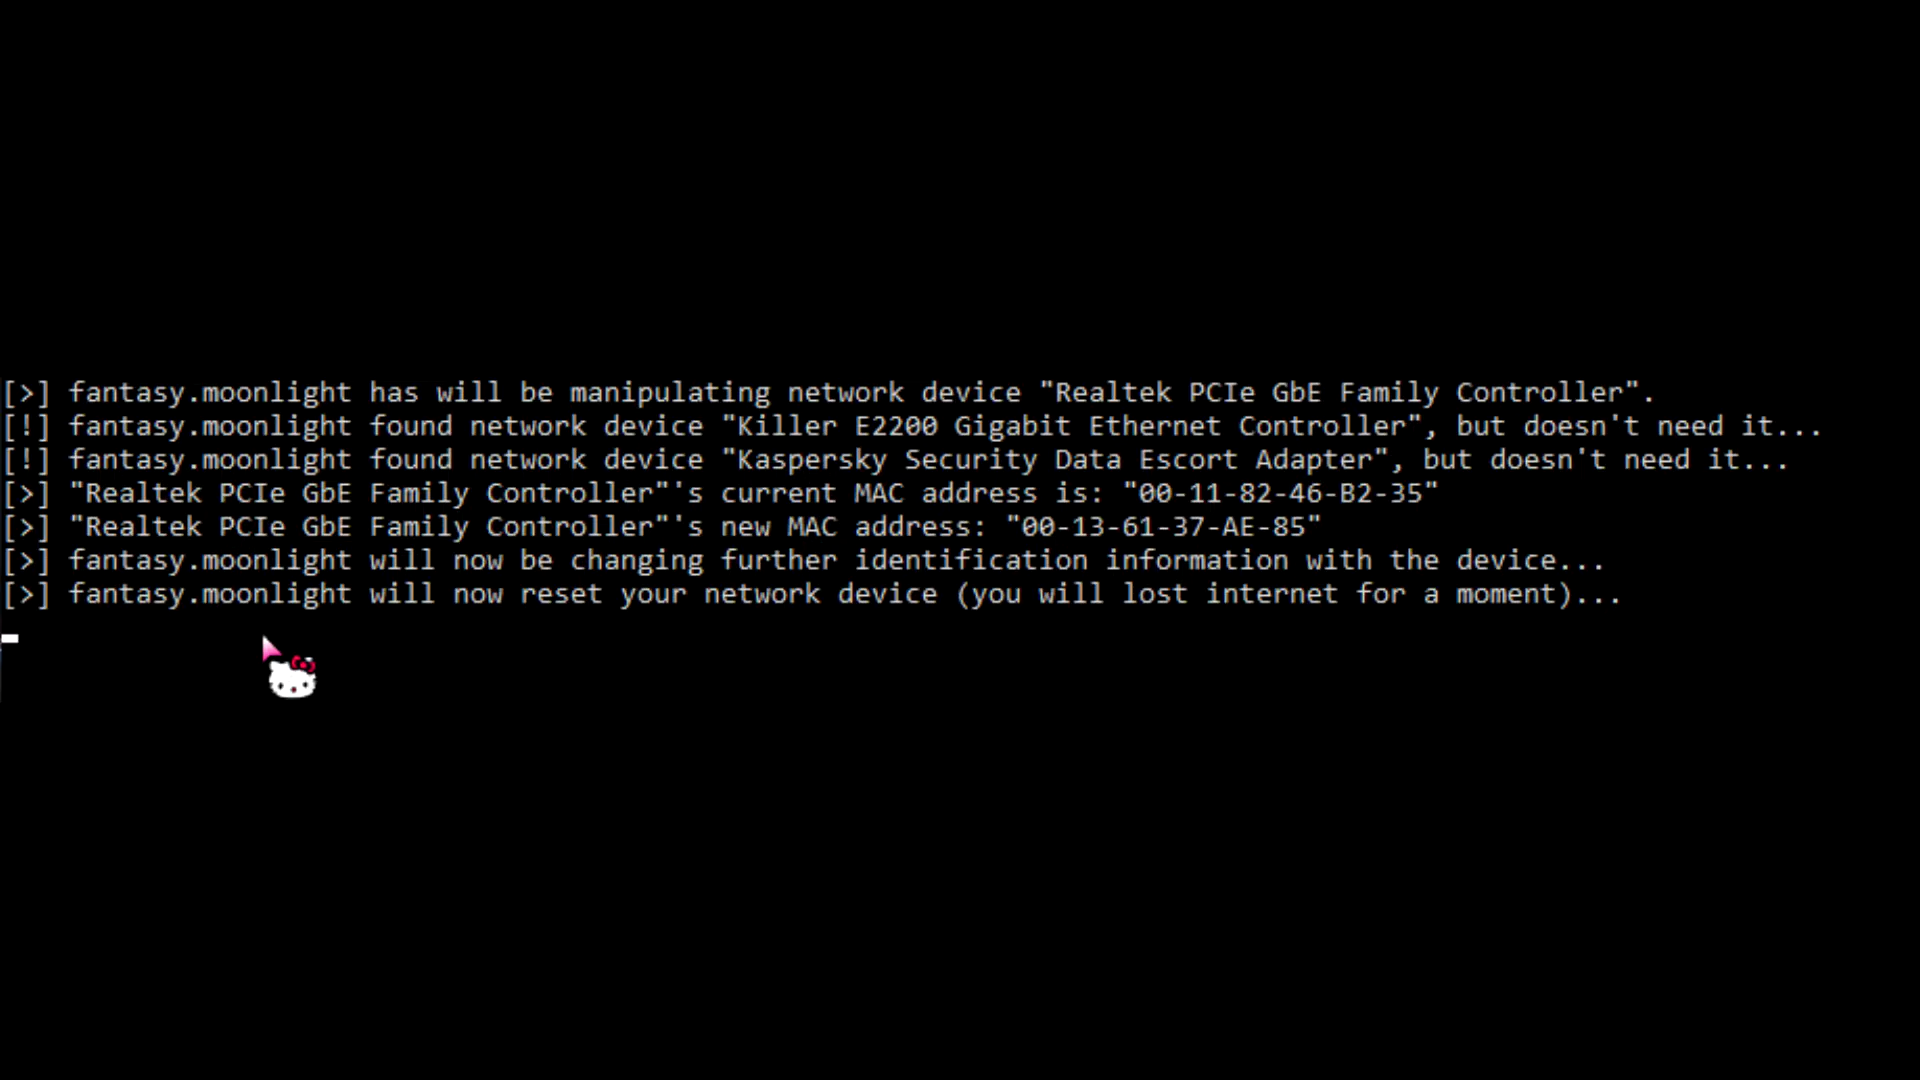 [>] fantasy.moonlight has will be manipulating network device "Realtek PCIe GbE Family Controller".
[!] fantasy.moonlight found network device "Killer E2200 Gigabit Ethernet Controller", but doesn't need it...
[!] fantasy.moonlight found network device "Kaspersky Security Data Escort Adapter", but doesn't need it...
[>] "Realtek PCIe GbE Family Controller"'s current MAC address is: "00-11-82-46-B2-35"
[>] "Realtek PCIe GbE Family Controller"'s new MAC address: "00-13-61-37-AE-85"
[>] fantasy.moonlight will now be changing further identification information with the device...
[>] fantasy.moonlight will now reset your network device (you will lost internet for a moment)...